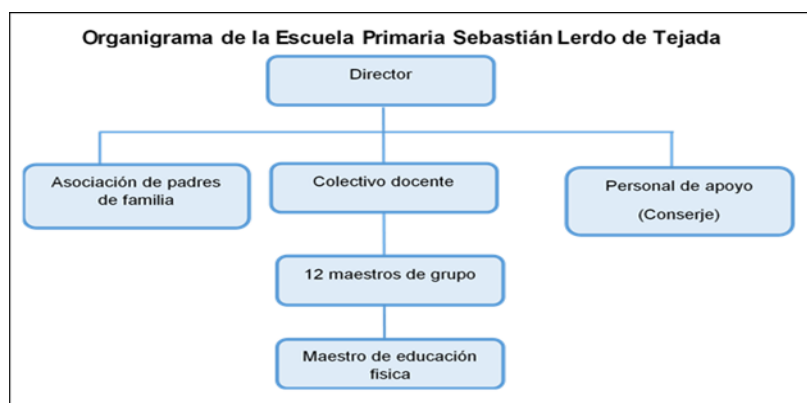 Organigrama de la Escuela Primaria Sebastián Lerdo de Tejada
Director
Asociación de padres
de familia
Colectivo docente
Personal de apoyo
(Conserje)
12 maestros de grupo
Maestro de educación
fisica